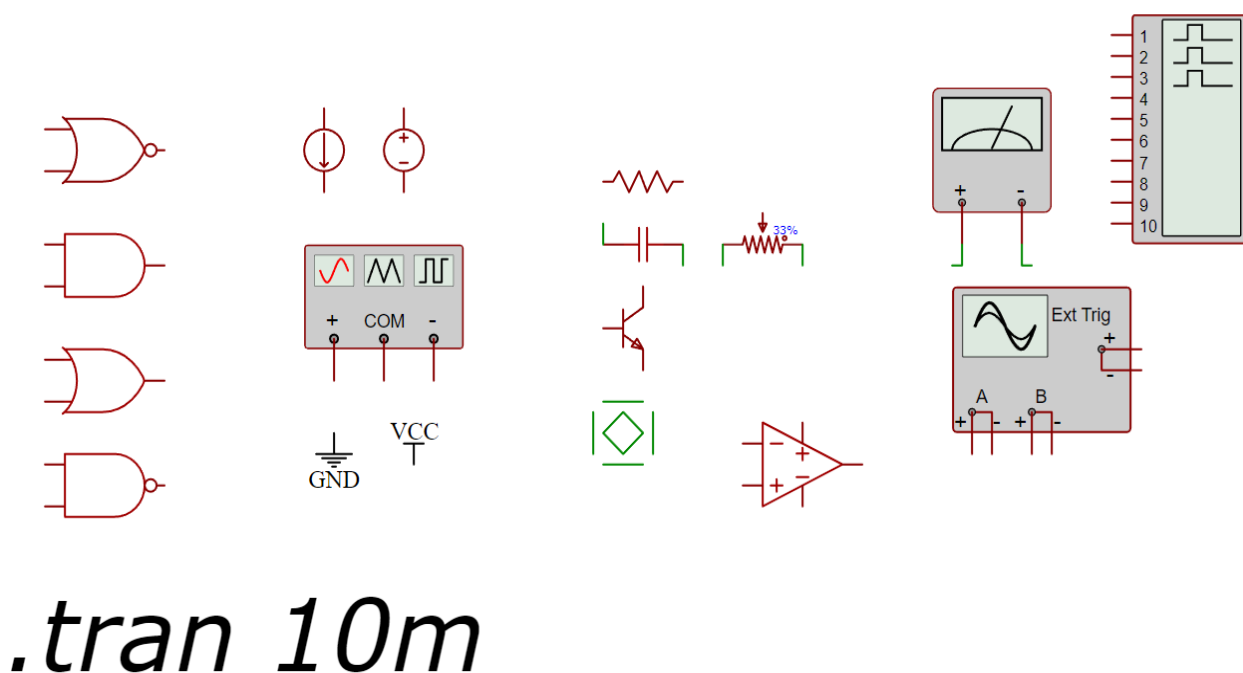 1
2
3
4
5
6
7
8
9
10
+ -
33%
+ COM -
+ -
Ext Trig
+
-
A B
+ - + -
VCC
GND
.tran 10m